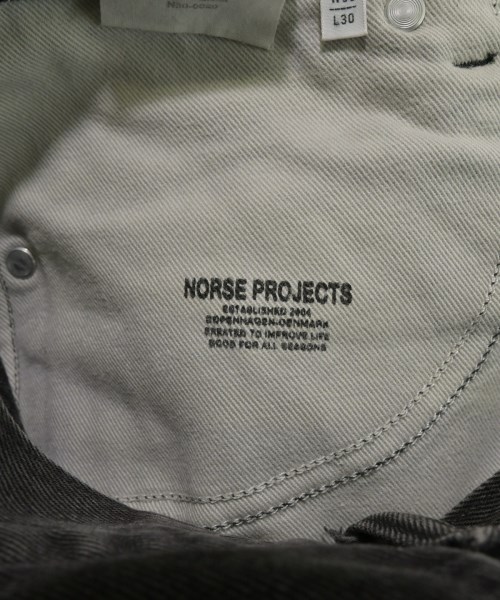 L30
NORSE PROJECTS
ESTABLISHED 2004
COPENHAGEN-DENMARK
CREATED TO IMPROVE LIFE
GOOD FOR ALL SEASONS